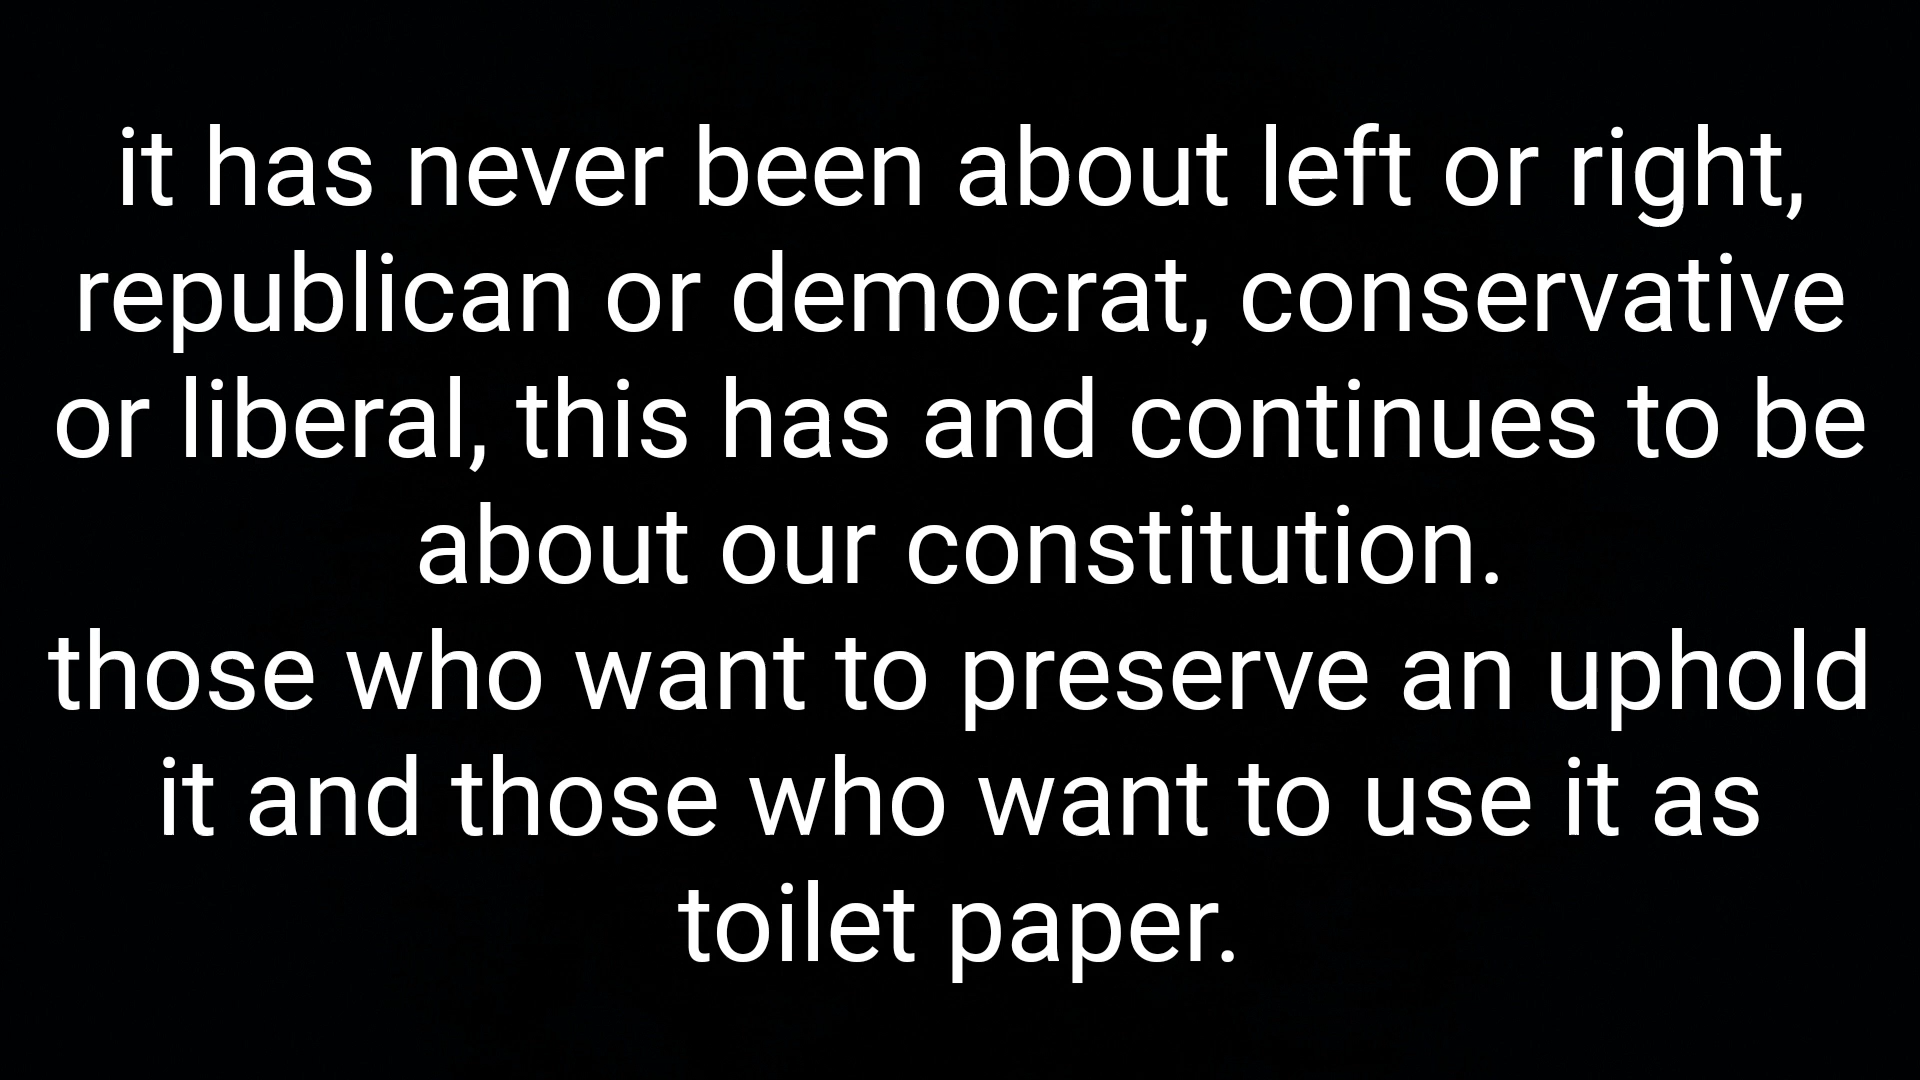 it has never been about left or right,
republican or democrat, conservative
or liberal, this has and continues to be
about our constitution.
those who want to preserve an uphold
it and those who want to use it as
toilet paper.